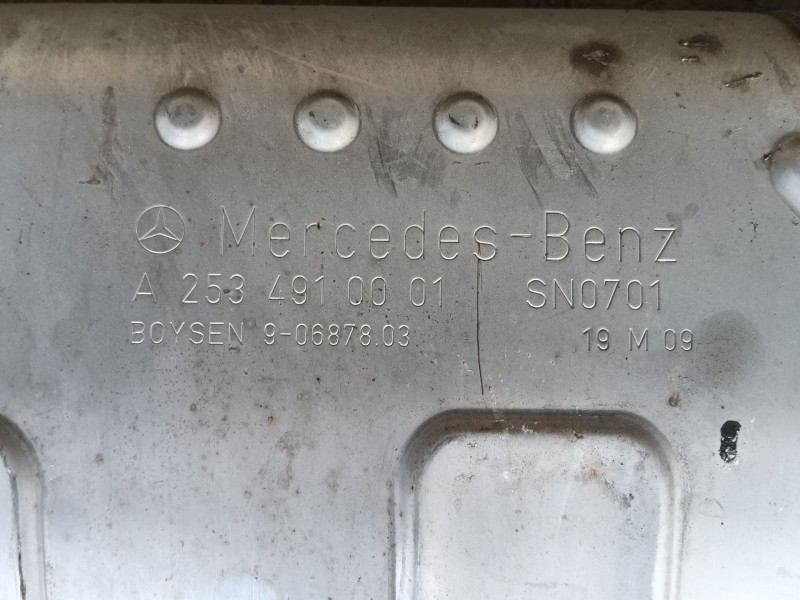 Mercedes-Benz
A 253 491 00 01 SN0701
BOYSEN 9-06878.03 19 M 09